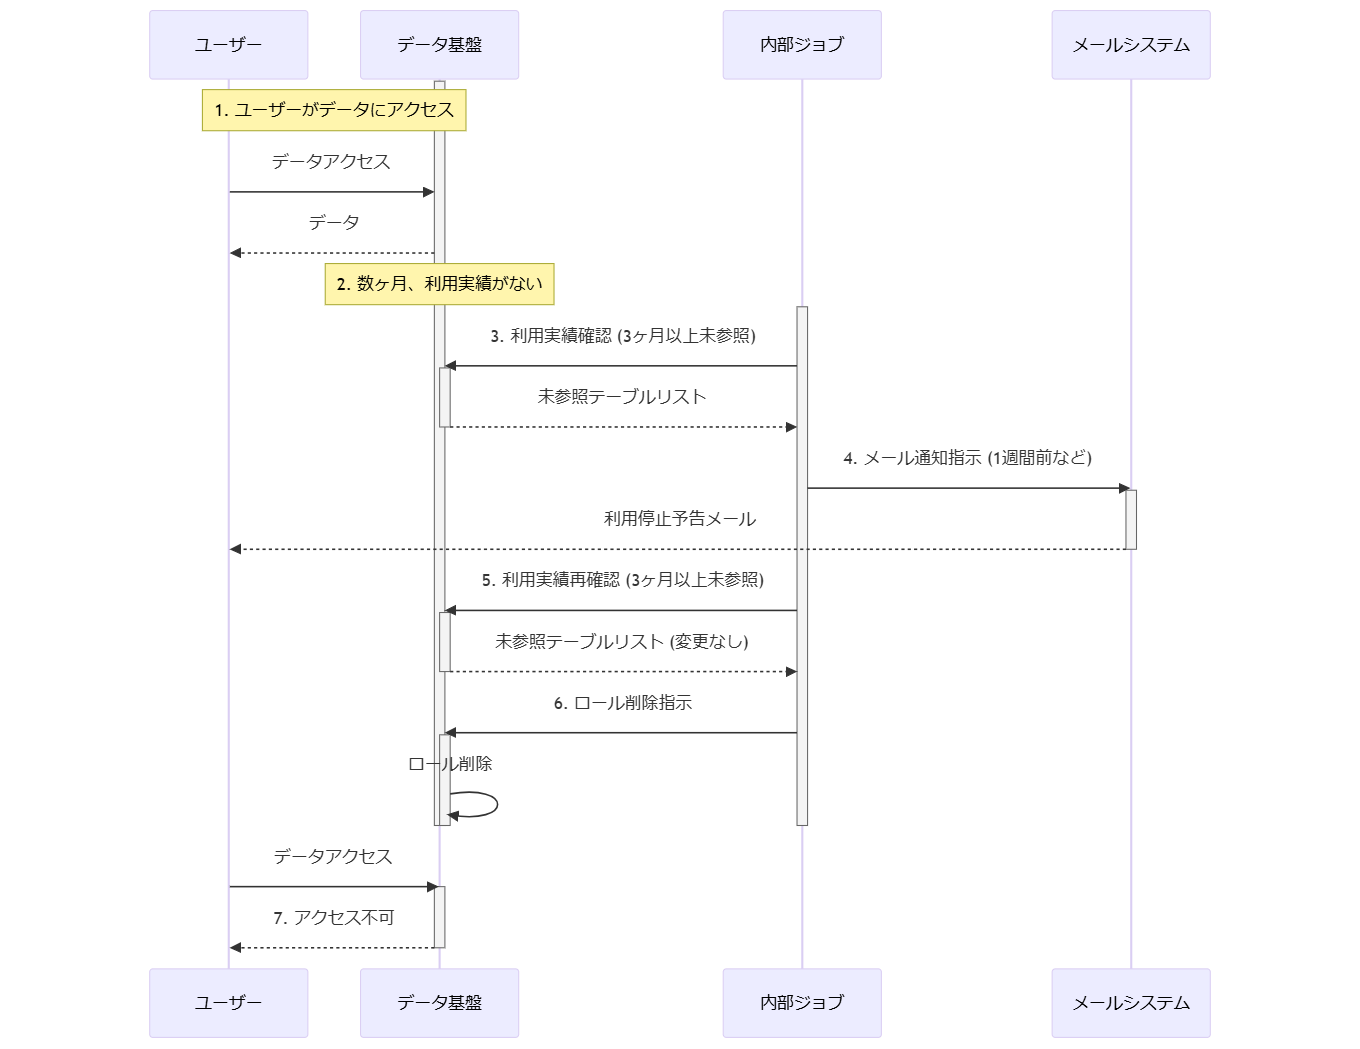 ユーザー
データ基盤
内部ジョブ
メールシステム
1. ユーザーがデータにアクセス
データアクセス
データ
2. 数ヶ月、利用実績がない
3. 利用実績確認 (3ヶ月以上未参照)
未参照テーブルリスト
4. メール通知指示 (1週間前など)
利用停止予告メール
5. 利用実績再確認 (3ヶ月以上未参照)
未参照テーブルリスト (変更なし)
6. ロール削除指示
ロール削除
データアクセス
7. アクセス不可
ユーザー
データ基盤
内部ジョブ
メールシステム